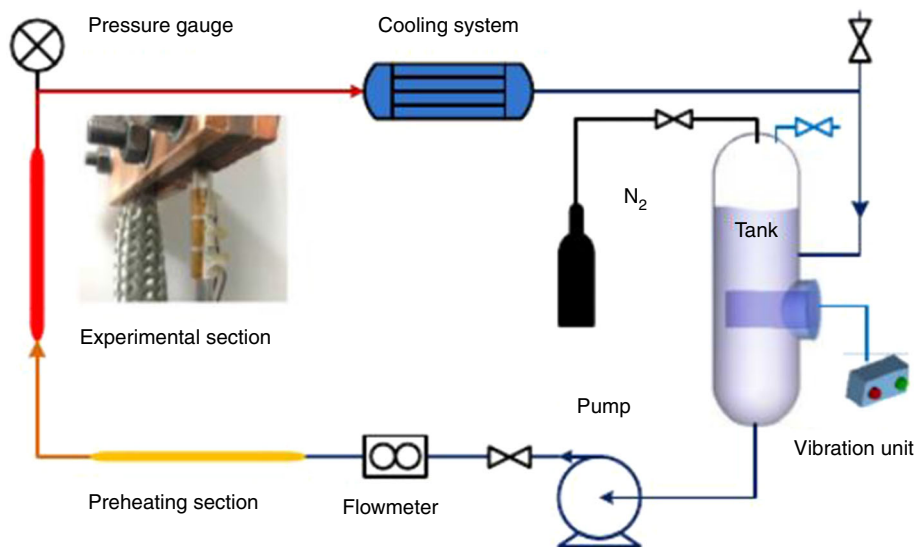 Pressure gauge
Cooling system
N₂
Tank
Experimental section
Pump
Vibration unit
Preheating section
Flowmeter